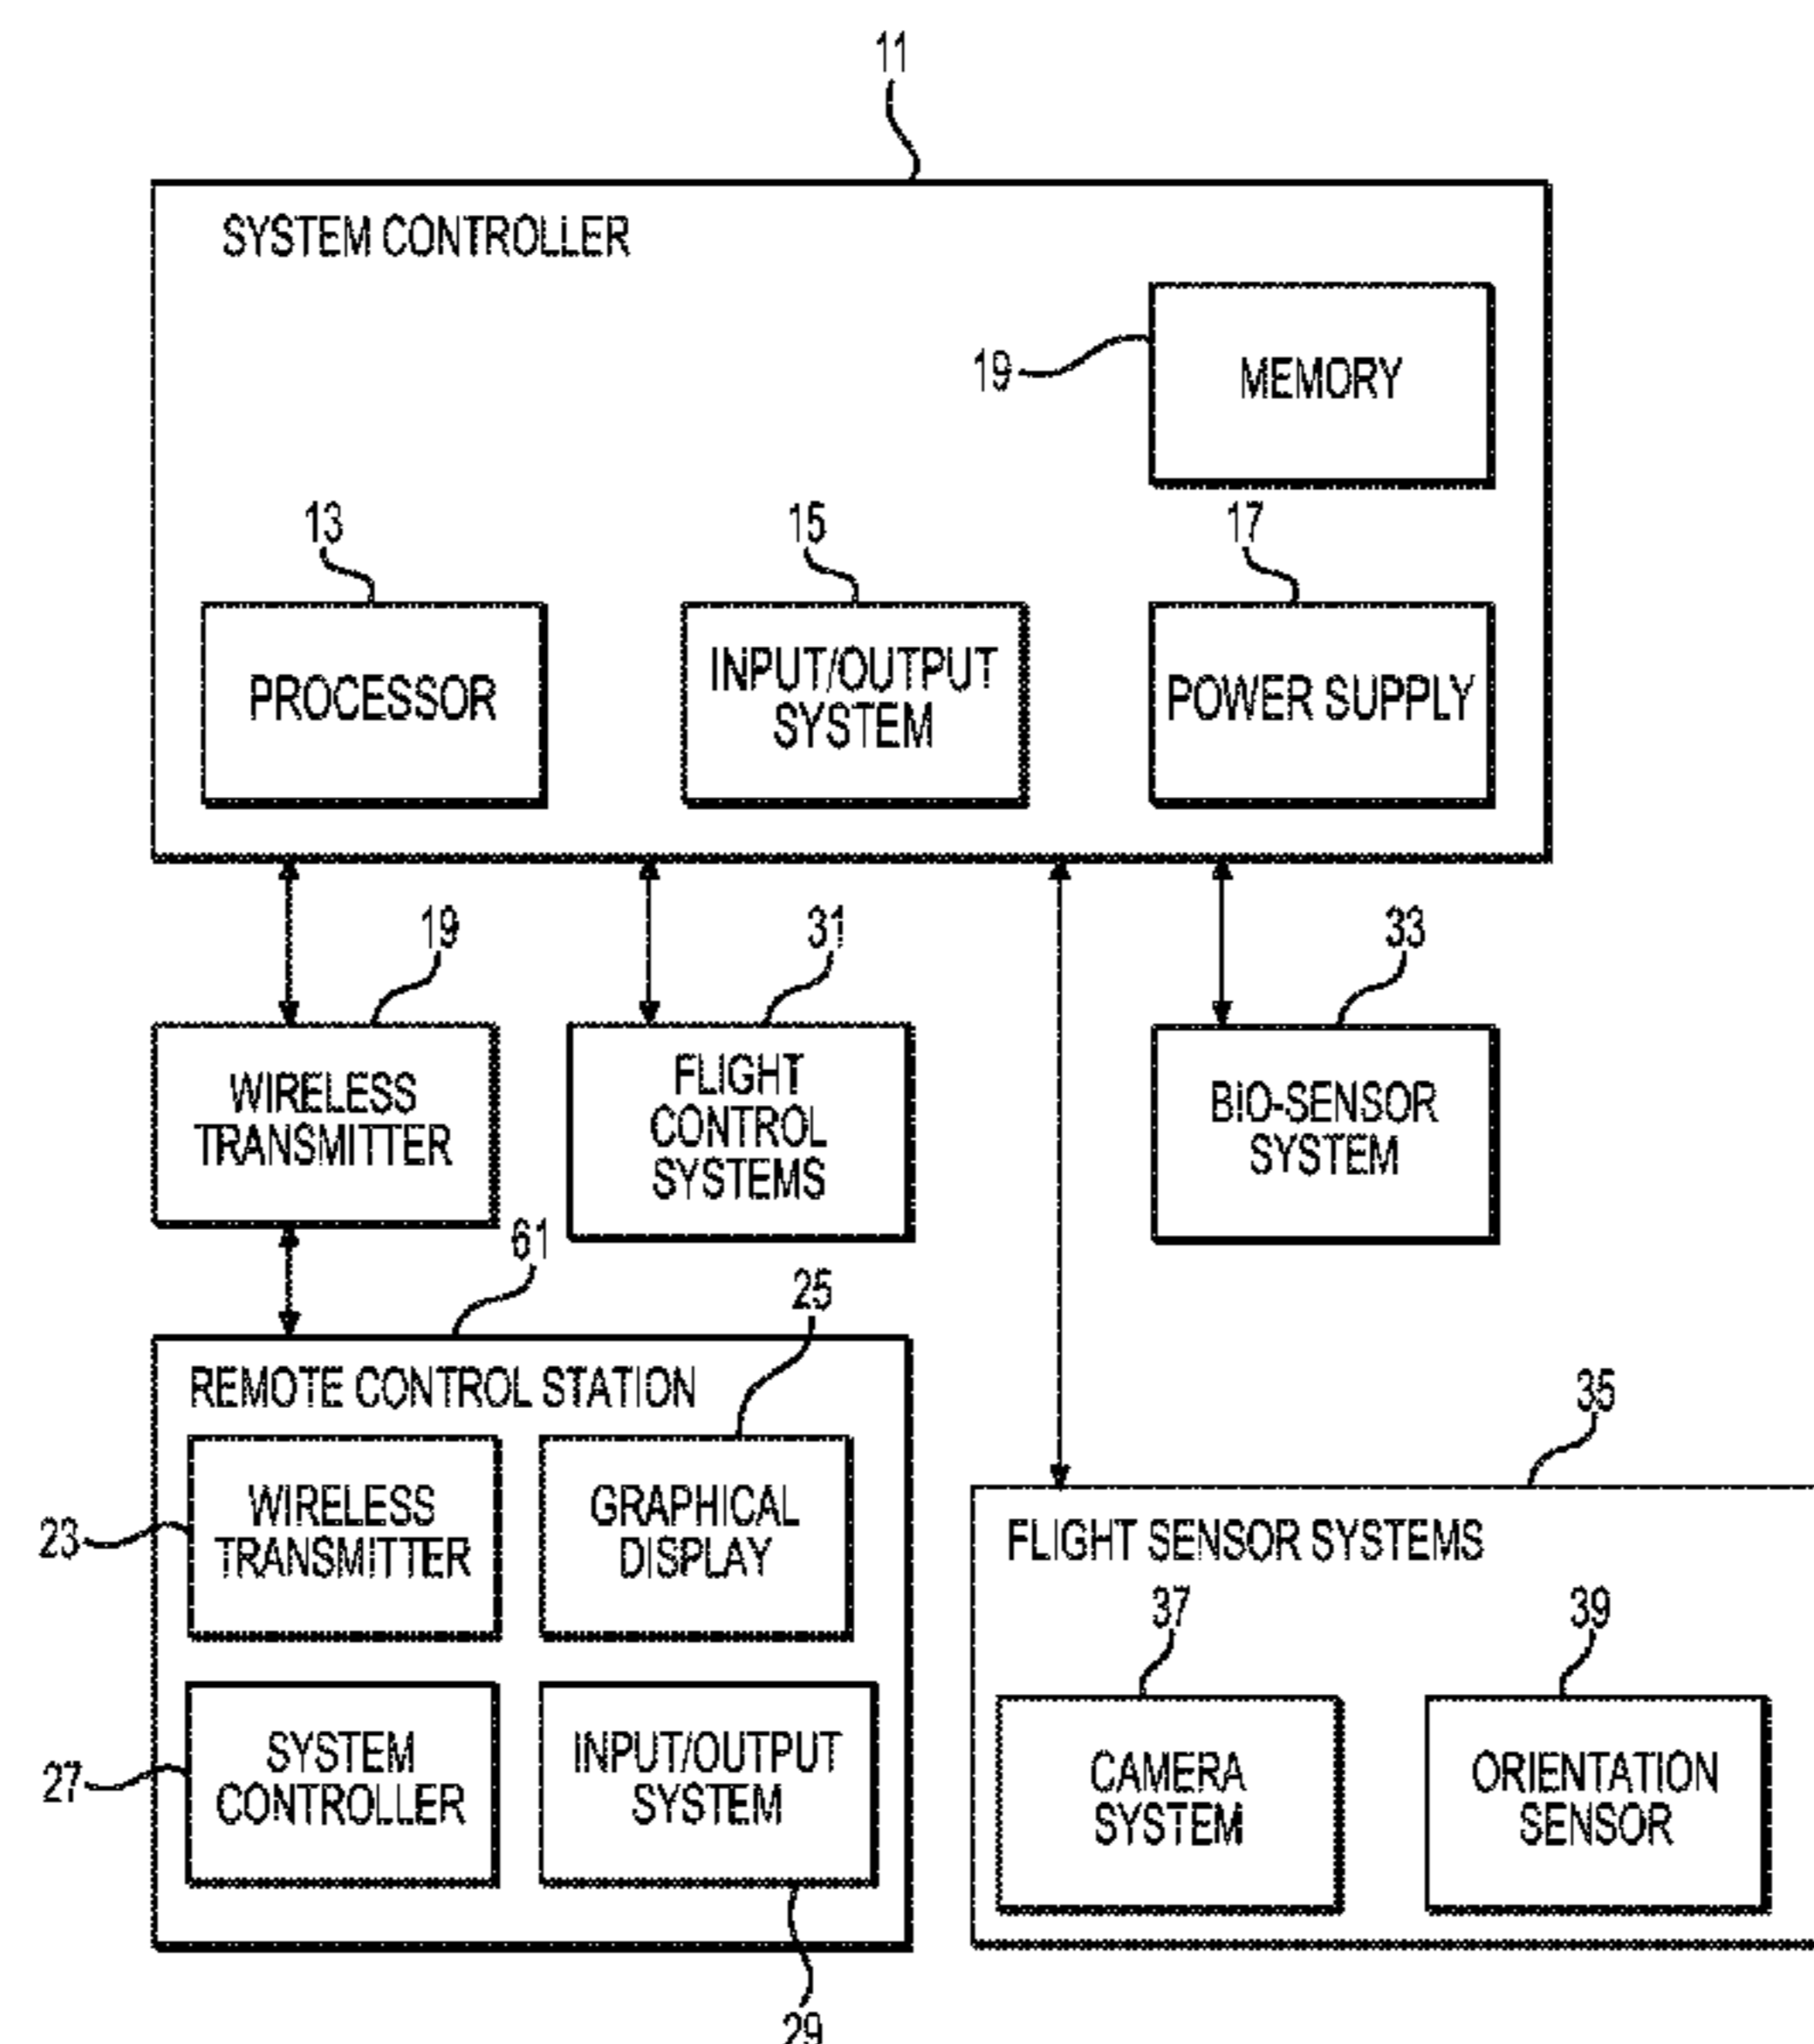 11
SYSTEM CONTROLLER
19
MEMORY
13
15
17
PROCESSOR
INPUT/OUTPUT
SYSTEM
POWER SUPPLY
19
31
33
WIRELESS
TRANSMITTER
FLIGHT
CONTROL
SYSTEMS
BIO-SENSOR
SYSTEM
61
25
REMOTE CONTROL STATION
35
23
WIRELESS
TRANSMITTER
GRAPHICAL
DISPLAY
FLIGHT SENSOR SYSTEMS
37
39
27
SYSTEM
CONTROLLER
INPUT/OUTPUT
SYSTEM
CAMERA
SYSTEM
ORIENTATION
SENSOR
29